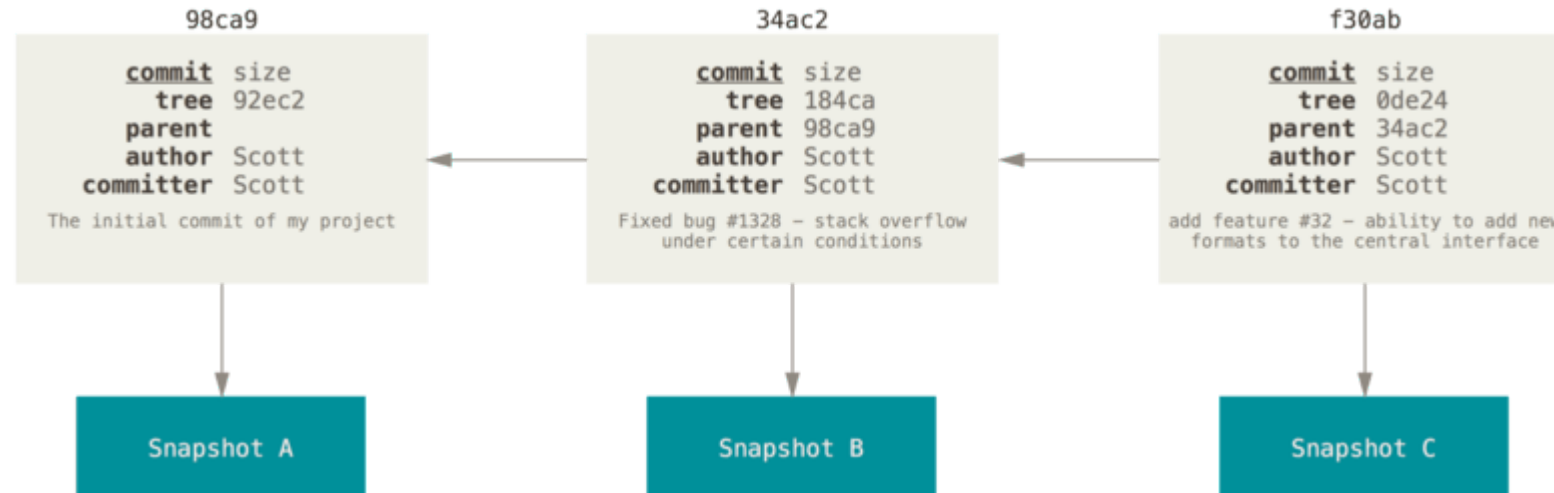 98ca9
commit size
tree 92ec2
parent
author Scott
committer Scott
The initial commit of my project
Snapshot A
34ac2
commit size
tree 184ca
parent 98ca9
author Scott
committer Scott
Fixed bug #1328 – stack overflow
under certain conditions
Snapshot B
f30ab
commit size
tree 0de24
parent 34ac2
author Scott
committer Scott
add feature #32 – ability to add new
formats to the central interface
Snapshot C